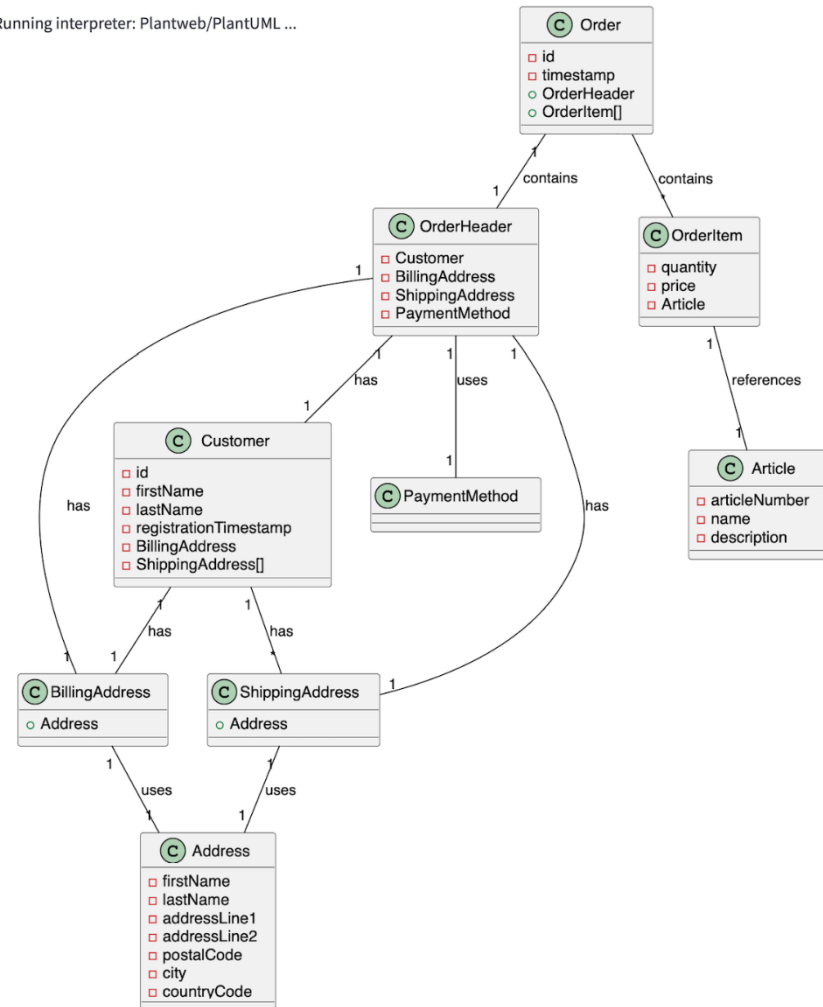 Running interpreter: Plantweb/PlantUML ...
C Order
id
timestamp
OrderHeader
OrderItem[]
1
contains
1
contains
*
C OrderHeader
Customer
BillingAddress
ShippingAddress
PaymentMethod
C OrderItem
quantity
price
Article
1
1
has
1
1
uses
1
1
1
references
1
C Customer
id
firstName
lastName
registrationTimestamp
BillingAddress
ShippingAddress[]
C PaymentMethod
C Article
articleNumber
name
description
has
has
1
has
1
1
has
*
1
1
C BillingAddress
Address
C ShippingAddress
Address
1
uses
1
1
uses
1
C Address
firstName
lastName
addressLine1
addressLine2
postalCode
city
countryCode